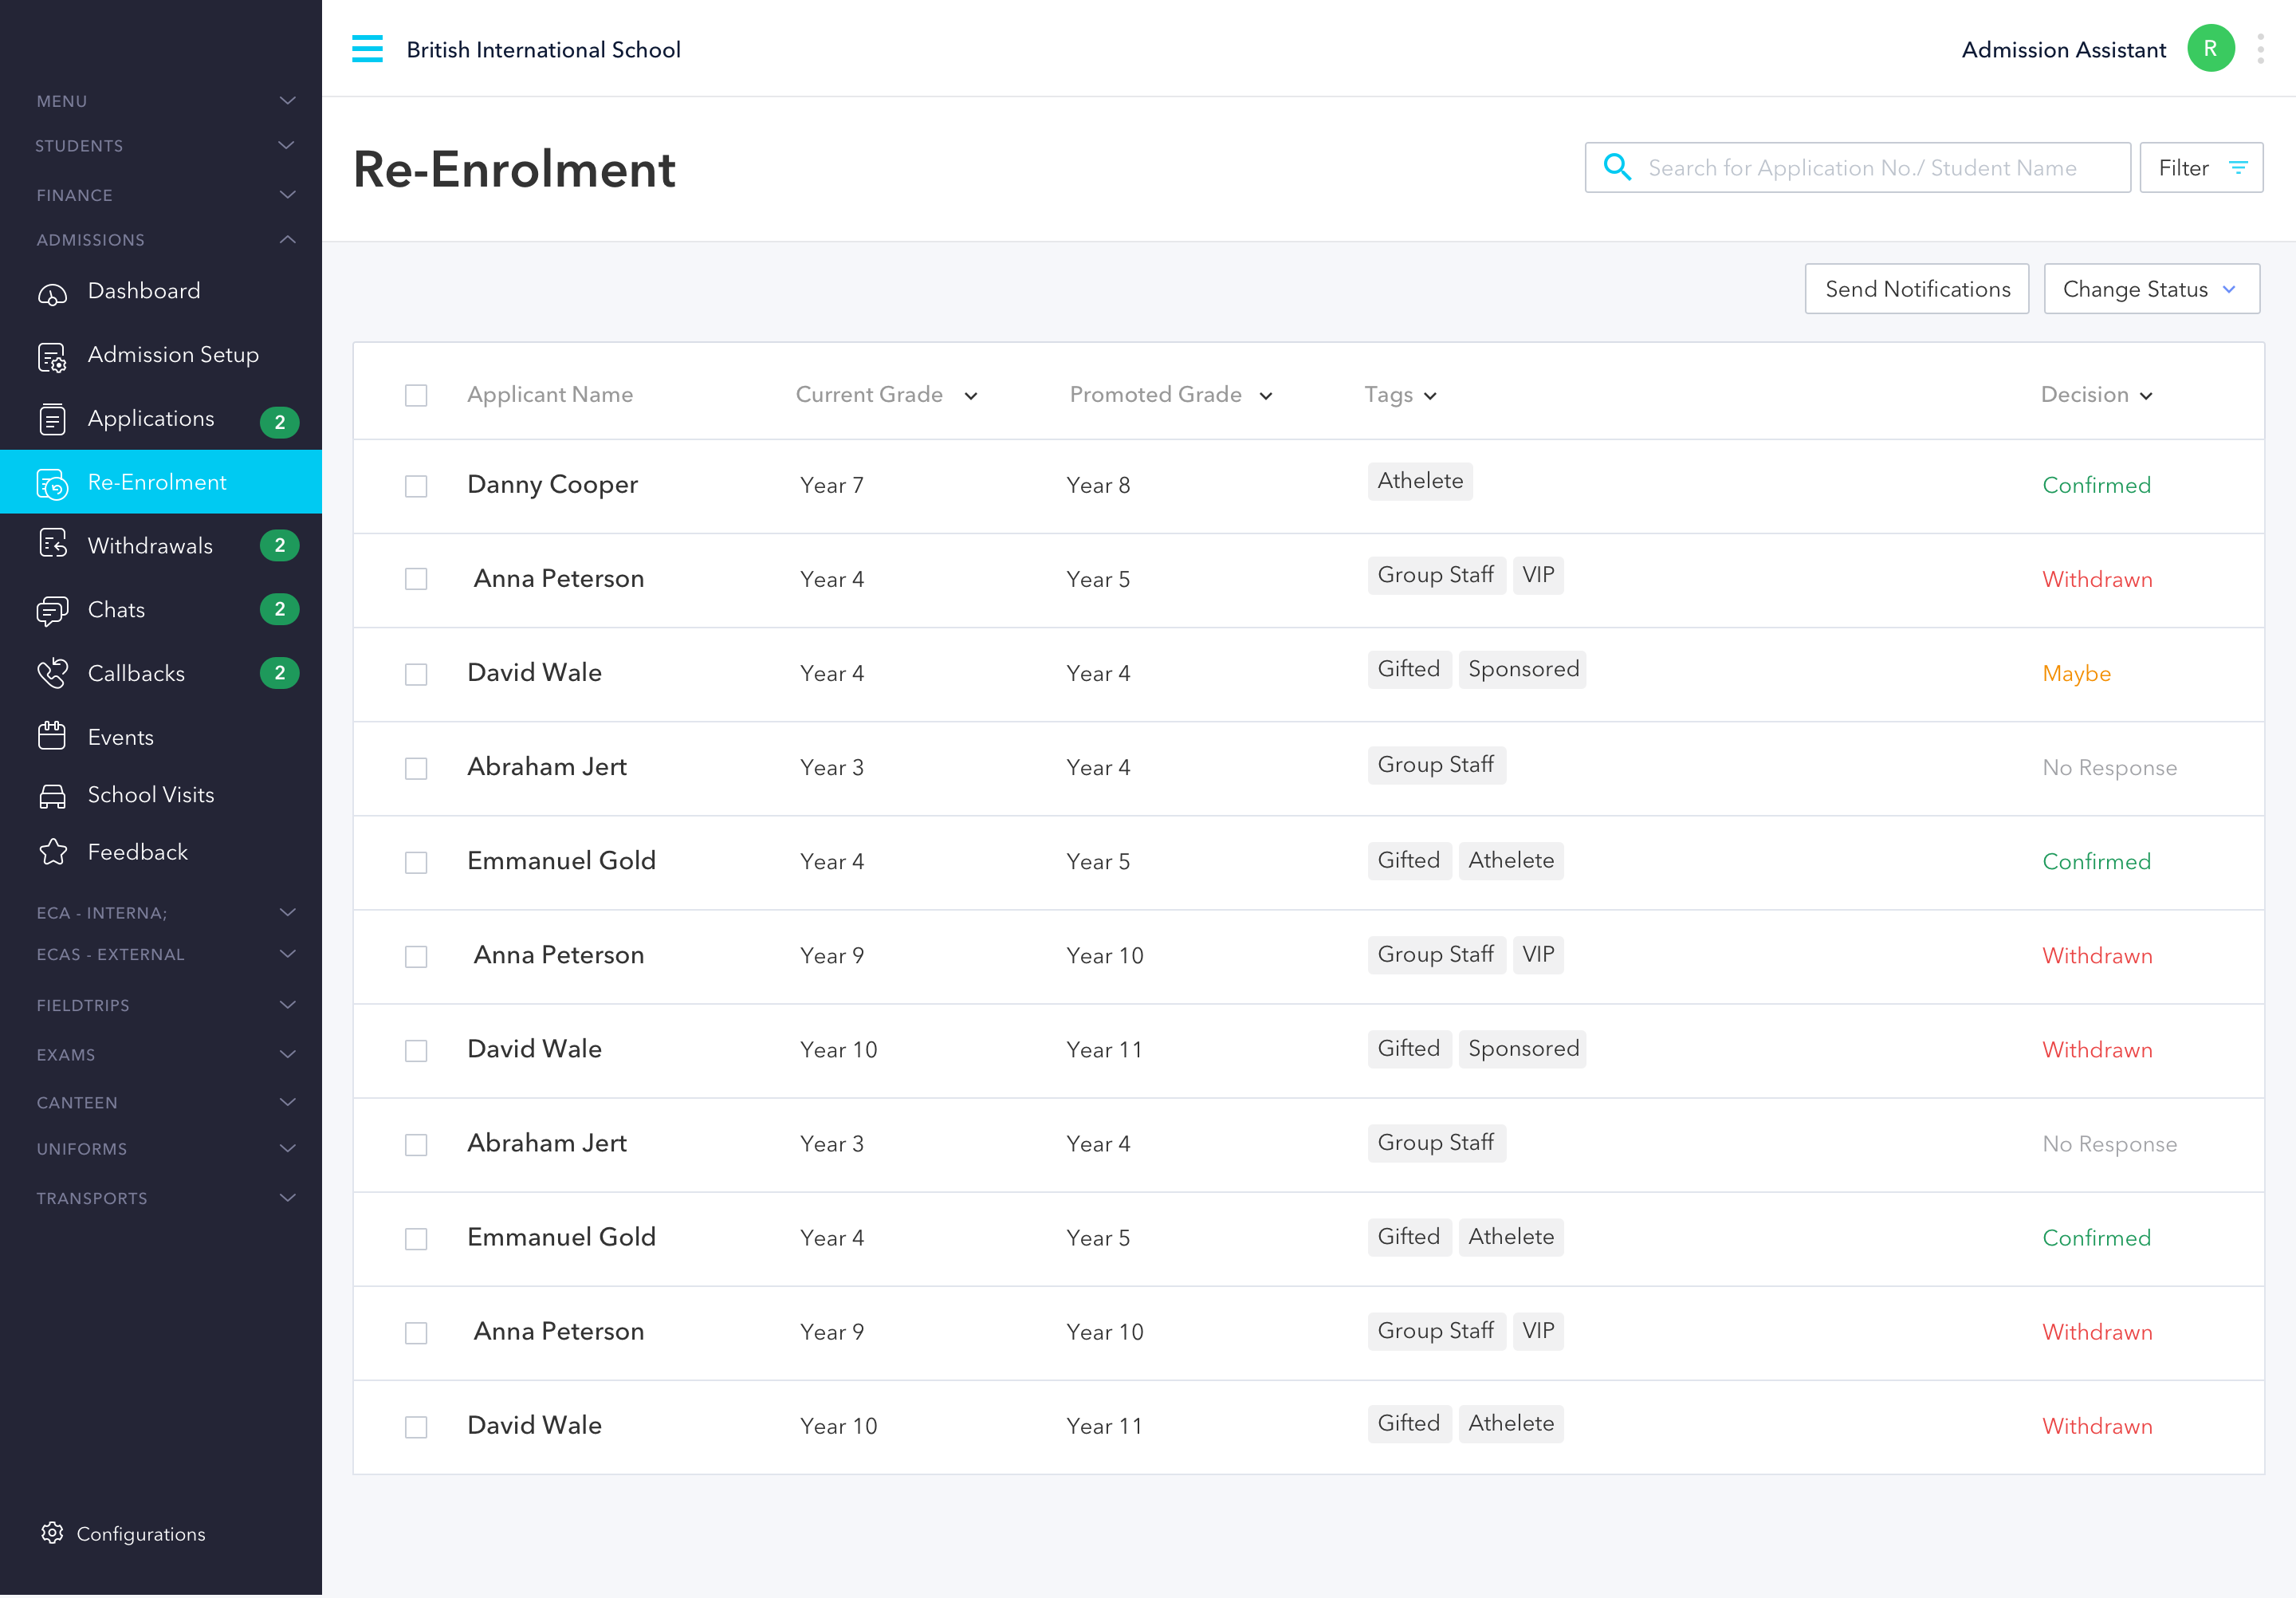 British International School
Admission Assistant R
MENU
STUDENTS
FINANCE
ADMISSIONS
Dashboard
Admission Setup
Applications 2
Re-Enrolment
Withdrawals 2
Chats 2
Callbacks 2
Events
School Visits
Feedback
ECA - INTERNA;
ECAS - EXTERNAL
FIELDTRIPS
EXAMS
CANTEEN
UNIFORMS
TRANSPORTS
Configurations
Re-Enrolment
Search for Application No./ Student Name
Filter
Send Notifications
Change Status
Applicant Name Current Grade Promoted Grade Tags Decision
Danny Cooper Year 7 Year 8 Athelete Confirmed
Anna Peterson Year 4 Year 5 Group Staff VIP Withdrawn
David Wale Year 4 Year 4 Gifted Sponsored Maybe
Abraham Jert Year 3 Year 4 Group Staff No Response
Emmanuel Gold Year 4 Year 5 Gifted Athelete Confirmed
Anna Peterson Year 9 Year 10 Group Staff VIP Withdrawn
David Wale Year 10 Year 11 Gifted Sponsored Withdrawn
Abraham Jert Year 3 Year 4 Group Staff No Response
Emmanuel Gold Year 4 Year 5 Gifted Athelete Confirmed
Anna Peterson Year 9 Year 10 Group Staff VIP Withdrawn
David Wale Year 10 Year 11 Gifted Athelete Withdrawn